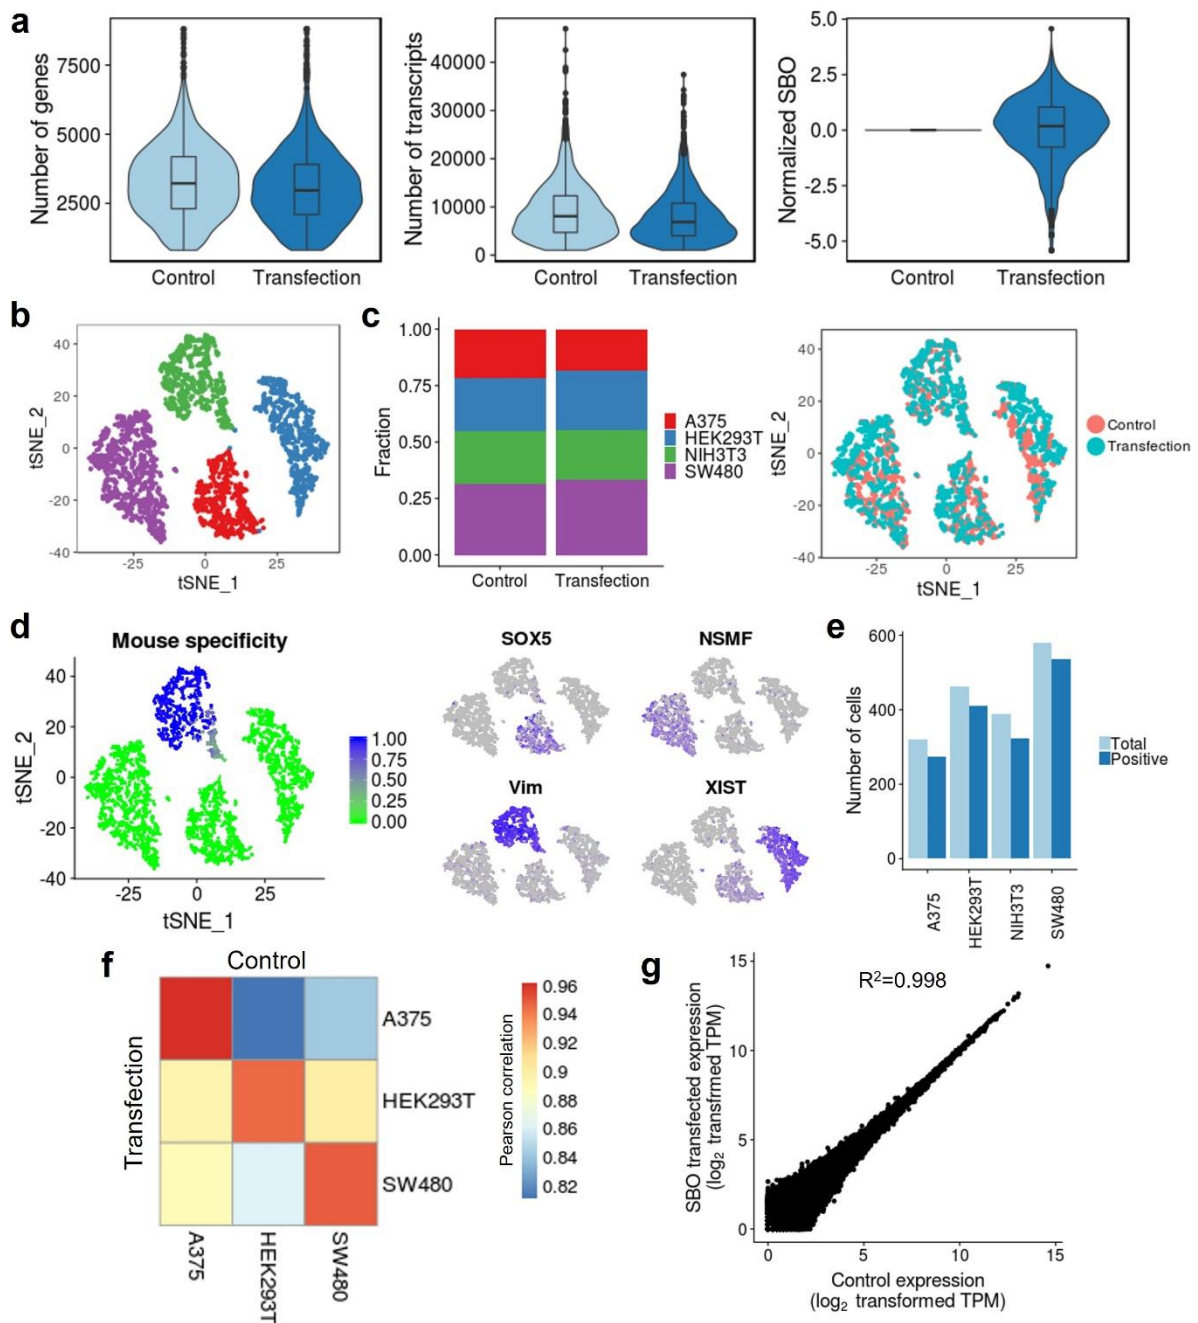 a
Number of genes
7500
5000
2500
Control
Transfection
Number of transcripts
40000
30000
20000
10000
0
Control
Transfection
Normalized SBO
5.0
2.5
0.0
-2.5
-5.0
Control
Transfection
b
tSNE_2
40
20
0
-20
-40
-25
0
25
tSNE_1
c
Fraction
1.00
0.75
0.50
0.25
0.00
Control
Transfection
A375
HEK293T
NIH3T3
SW480
tSNE_2
40
20
0
-20
-40
-25
0
25
tSNE_1
Control
Transfection
d
Mouse specificity
tSNE_2
40
20
0
-20
-40
-25
0
25
tSNE_1
1.00
0.75
0.50
0.25
0.00
SOX5
NSMF
Vim
XIST
e
Number of cells
600
400
200
0
A375
HEK293T
NIH3T3
SW480
Total
Positive
f
Control
Transfection
A375
HEK293T
SW480
A375
HEK293T
SW480
Pearson correlation
0.96
0.94
0.92
0.9
0.88
0.86
0.84
0.82
g
R²=0.998
SBO transfected expression
(log₂ transfrmed TPM)
15
10
5
0
0
5
10
15
Control expression
(log₂ transformed TPM)